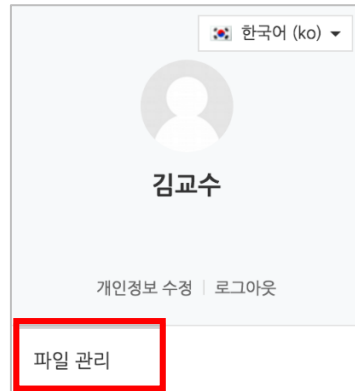 한국어 (ko)
김교수
개인정보 수정 | 로그아웃
파일 관리